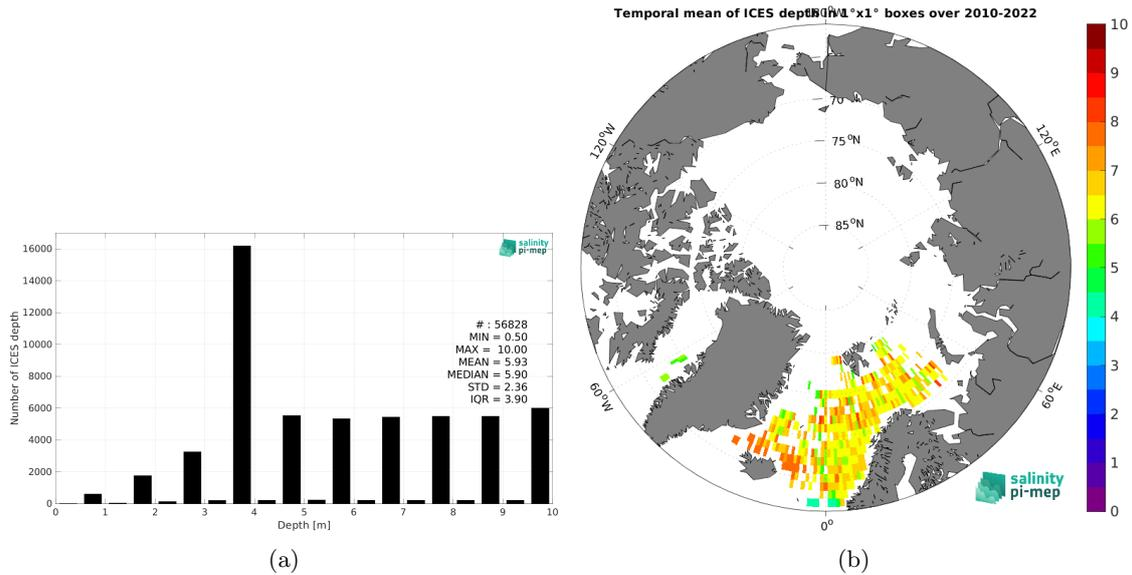 Temporal mean of ICES depth in 1°x1° boxes over 2010-2022
120°W
120°E
70
75°N
80°N
85°N
60°W
60°E
0°
salinity
pi-mep
10
9
8
7
6
5
4
3
2
1
0
16000
14000
12000
10000
8000
6000
4000
2000
0
Number of ICES depth
salinity
pi-mep
# : 56828
MIN = 0.50
MAX = 10.00
MEAN = 5.93
MEDIAN = 5.90
STD = 2.36
IQR = 3.90
0 1 2 3 4 5 6 7 8 9 10
Depth [m]
(a)
(b)